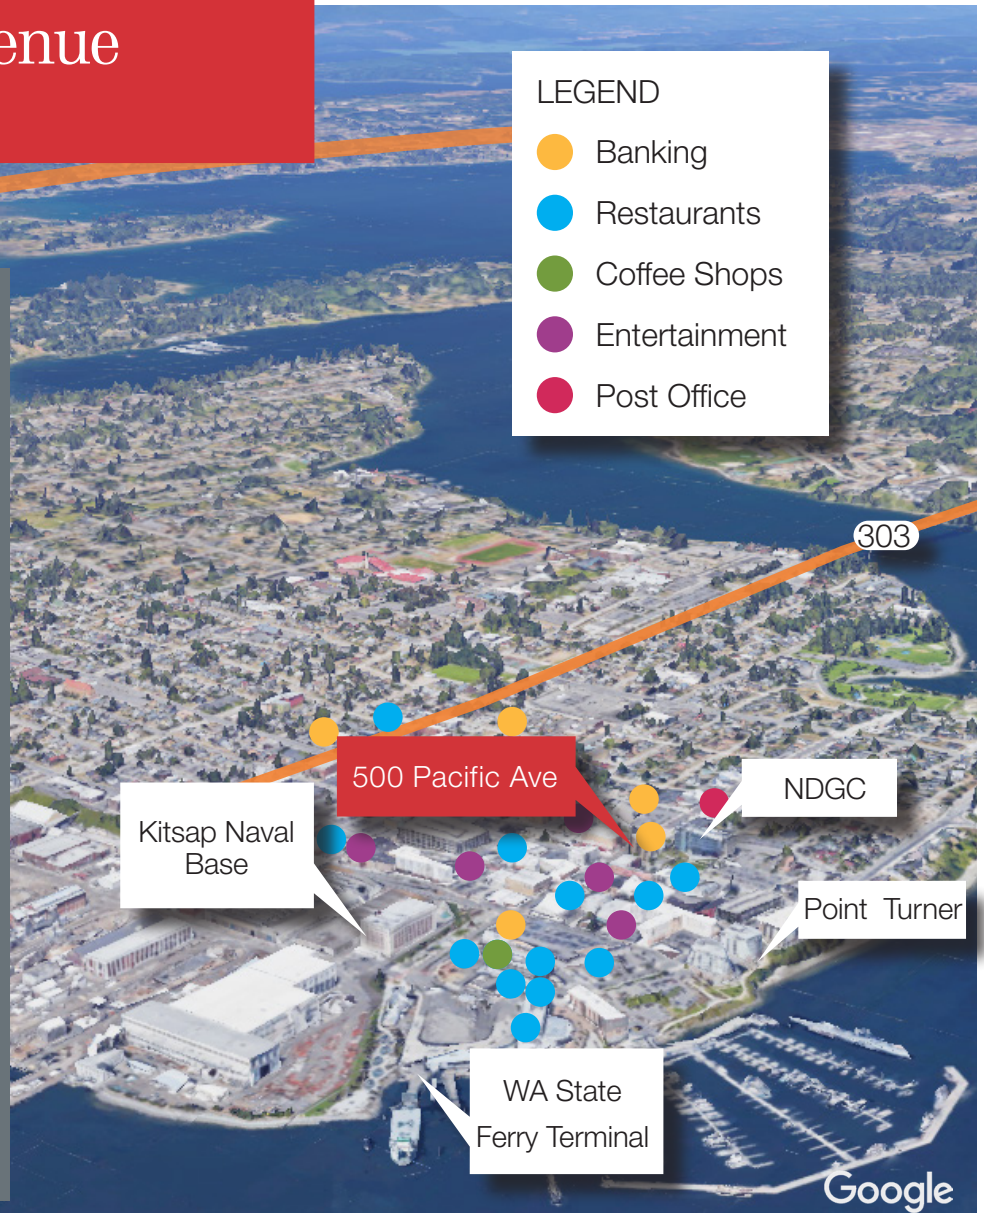 enue
LEGEND
Banking
Restaurants
Coffee Shops
Entertainment
Post Office
303
500 Pacific Ave
NDGC
Kitsap Naval
Base
Point Turner
WA State
Ferry Terminal
Google